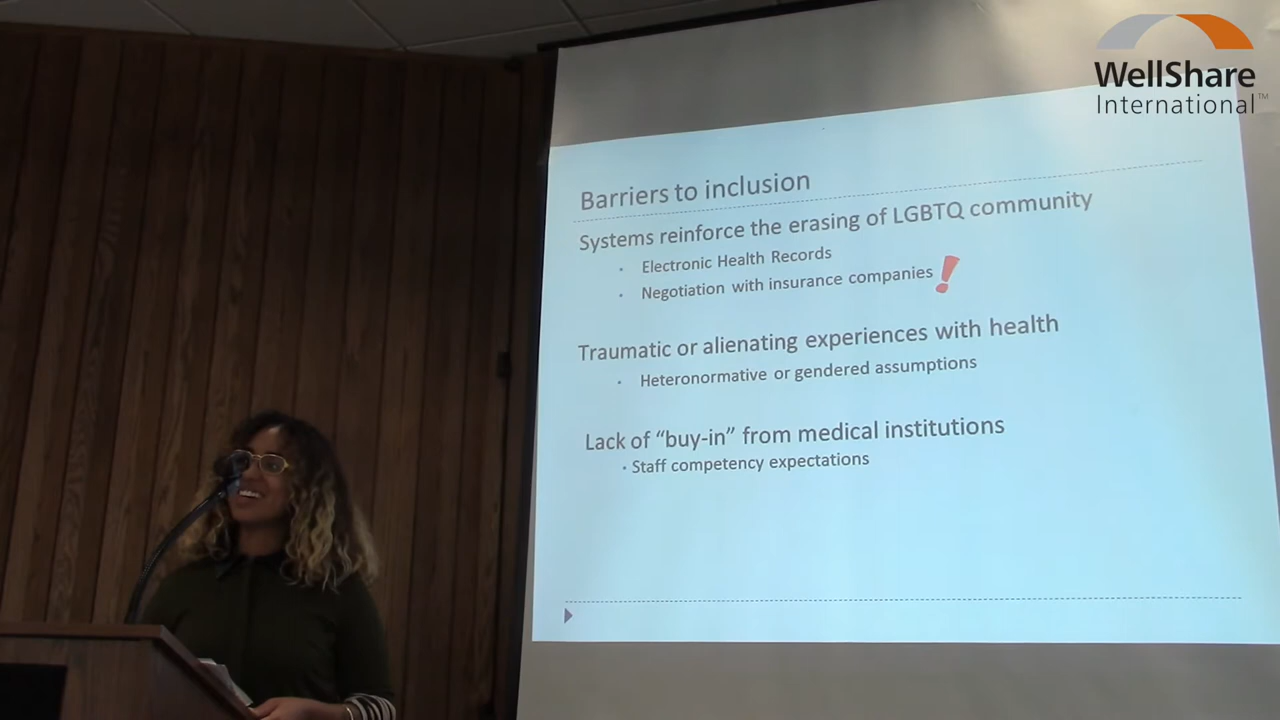 WellShare
International™
Barriers to inclusion
Systems reinforce the erasing of LGBTQ community
• Electronic Health Records
• Negotiation with insurance companies!
Traumatic or alienating experiences with health
• Heteronormative or gendered assumptions
Lack of “buy-in” from medical institutions
• Staff competency expectations